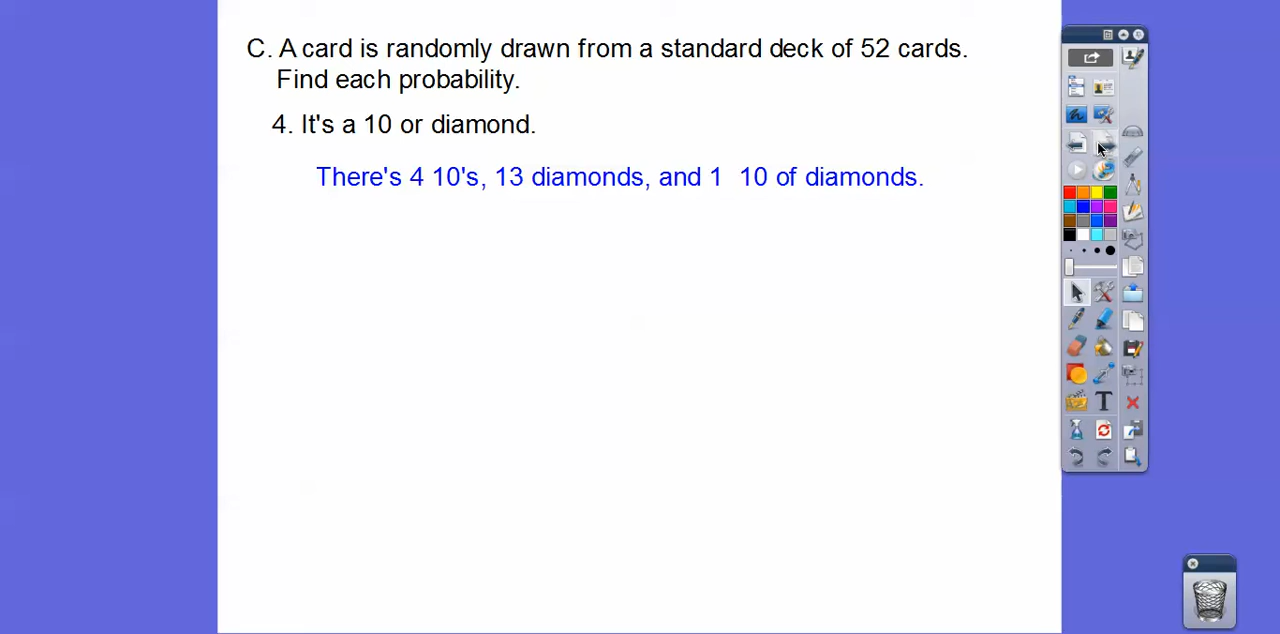 C. A card is randomly drawn from a standard deck of 52 cards.
Find each probability.
4. It's a 10 or diamond.
There's 4 10's, 13 diamonds, and 1  10 of diamonds.